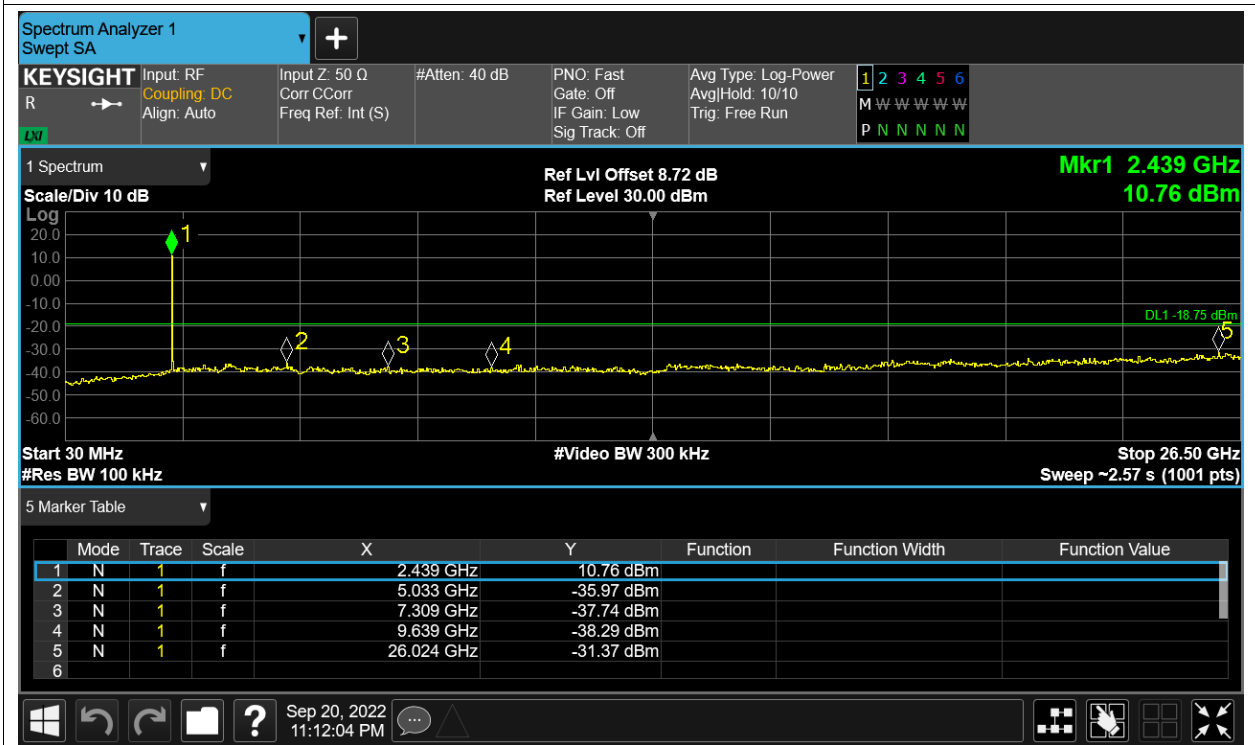 Spectrum Analyzer 1
Swept SA
KEYSIGHT Input: RF Input Z: 50 Ω #Atten: 40 dB PNO: Fast Avg Type: Log-Power 1 2 3 4 5 6
R Coupling: DC Corr CCorr Gate: Off Avg|Hold: 10/10 M W W W W W W
Align: Auto Freq Ref: Int (S) IF Gain: Low Trig: Free Run
LXI Sig Track: Off P N N N N N N
1 Spectrum Ref Lvl Offset 8.72 dB Mkr1 2.439 GHz
Scale/Div 10 dB Ref Level 30.00 dBm 10.76 dBm
Log
20.0 1
10.0
0.00
-10.0
DL1 -18.75 dBm
-20.0
2 3 4 5
-30.0
-40.0
-50.0
-60.0
Start 30 MHz #Video BW 300 kHz Stop 26.50 GHz
#Res BW 100 kHz Sweep ~2.57 s (1001 pts)
5 Marker Table
Mode Trace Scale X Y Function Function Width Function Value
1 N 1 f 2.439 GHz 10.76 dBm
2 N 1 f 5.033 GHz -35.97 dBm
3 N 1 f 7.309 GHz -37.74 dBm
4 N 1 f 9.639 GHz -38.29 dBm
5 N 1 f 26.024 GHz -31.37 dBm
6
? Sep 20, 2022
11:12:04 PM